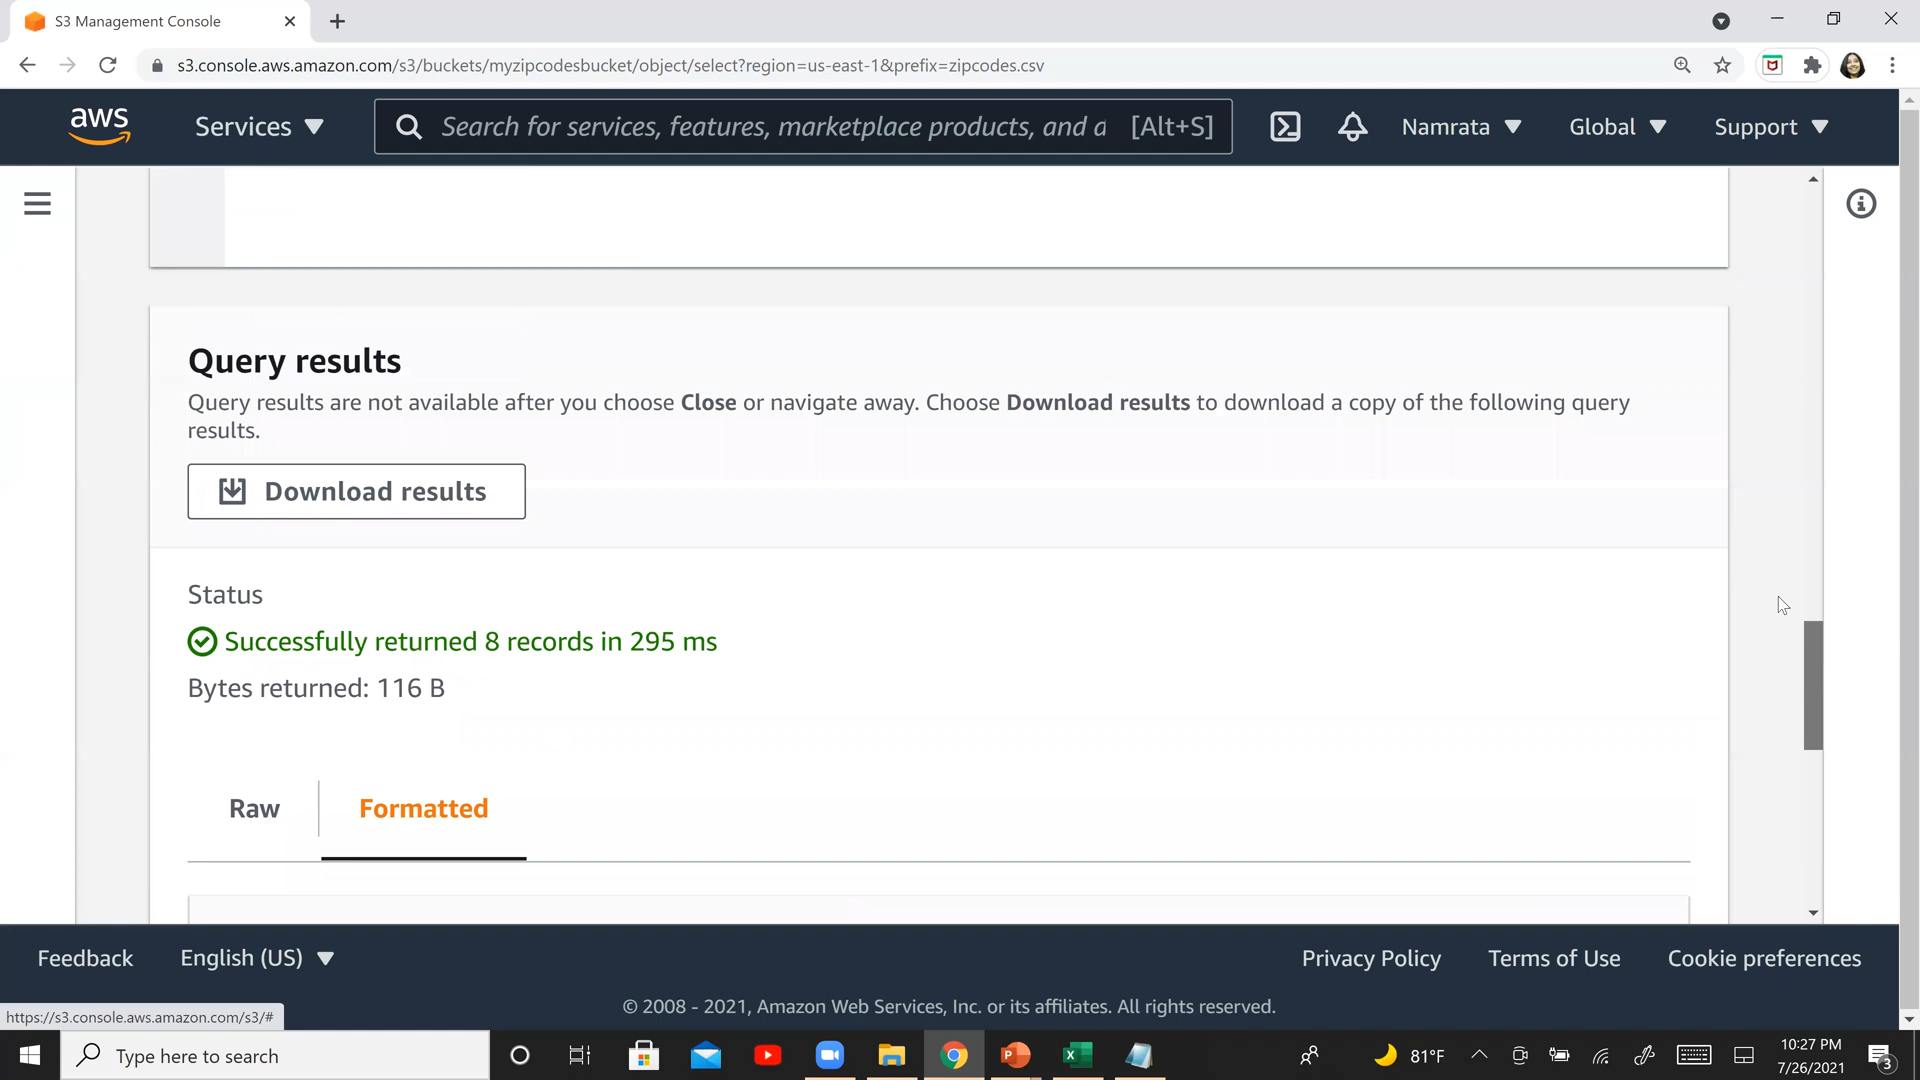 S3 Management Console
s3.console.aws.amazon.com/s3/buckets/myzipcodesbucket/object/select?region=us-east-1&prefix=zipcodes.csv
aws
Services
Search for services, features, marketplace products, and d
[Alt+S]
Namrata
Global
Support
Query results
Query results are not available after you choose Close or navigate away. Choose Download results to download a copy of the following query
results.
Download results
Status
Successfully returned 8 records in 295 ms
Bytes returned: 116 B
Raw
Formatted
Feedback
English (US)
Privacy Policy
Terms of Use
Cookie preferences
© 2008 - 2021, Amazon Web Services, Inc. or its affiliates. All rights reserved.
https://s3.console.aws.amazon.com/s3/#
Type here to search
81°F
10:27 PM
7/26/2021
3